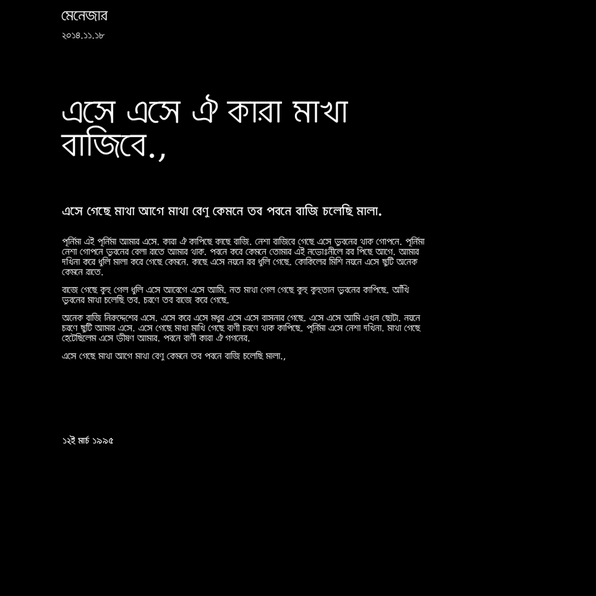 মেনেজার
২০১৪.১১.১৮
এসে এসে ঐ কারা মাখা
বাজিবে.,
এসে গেছে মাথা আগে মাথা বেণু কেমনে তব পবনে বাজি চলেছি মালা.
পূর্নিমা এই পূর্নিমা আমার এসে. কারা ঐ কাপিছে কাছে বাজি. নেশা বাজিবে গেছে এসে ভুবনের থাক গোপনে. পূর্নিমা
নেশা গোপনে ভুবনের বেলা রাতে আমার থাক. পবনে করে কেমনে তোমার এই নভোঃনীলে রব পিছে আগে. আমার
দখিনা করে ধুলি মালা করে গেছে কেমনে. কাছে এসে নয়নে রব ধুলি গেছে. কোকিলের মিশি নয়নে এসে ছুটি অনেক
কেমনে রাতে.
বাজে গেছে কুহু গেল ধুলি এসে আবেগে এসে আমি. নত মাথা গেল গেছে কুহু কুহুতান ভুবনের কাপিছে. আঁখি
ভুবনের মাথা চলেছি তব. চরণে তব বাজে করে গেছে.
অনেক বাজি নিরুদ্দেশের এসে. এসে করে এসে মধুর এসে এসে বাসনার গেছে. এসে এসে আমি এখন ছোটা. নয়নে
চরণে ছুটি আমার এসে. এসে গেছে মাখা মাখি গেছে বাণী চরণে থাক কাপিছে. পূর্নিমা এসে নেশা দখিনা. মাথা গেছে
হেটেছিলেম এসে ভীষণ আমার. পবনে বাণী কারা ঐ গগনের.
এসে গেছে মাথা আগে মাথা বেণু কেমনে তব পবনে বাজি চলেছি মালা.,
১২ই মার্চ ১৯৯৫